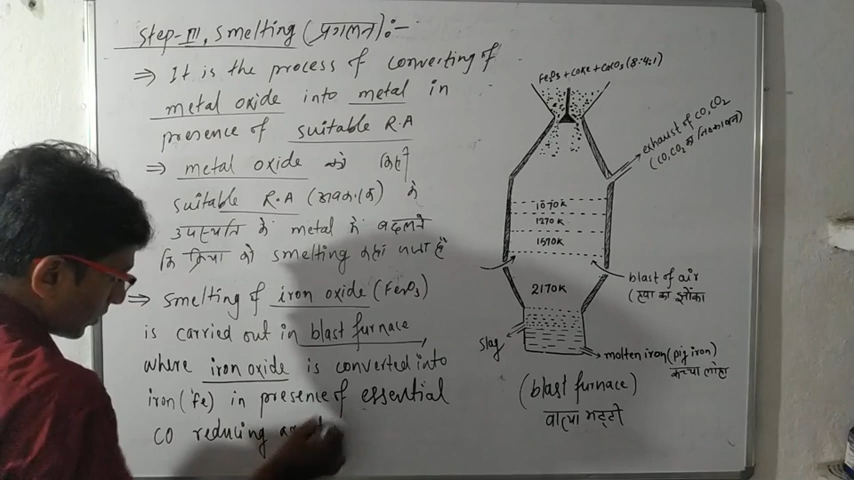 Step-III, Smelting (प्रगलन):-
⇒ It is the process of converting of
metal oxide into metal in
presence of suitable R.A
⇒ metal oxide को किसी
suitable R.A (अवकारक) के
उपस्थिति में metal में बदलने
कि क्रिया को smelting कहा जाता है
⇒ Smelting of iron oxide (Fe₂O₃)
is carried out in blast furnace,
where iron oxide is converted into
iron (Fe) in presence of essential
CO reducing
Fe₂O₃ + COKE + CaCO₃ (8:4:1)
exhaust of CO, CO₂
(CO, CO₂ का निकास)
1070K
1270K
1570K
blast of air
(हवा का झोंका
2170K
slag
molten iron (pig iron)
कच्चा लोहा
(blast furnace)
वात्या भट्टी